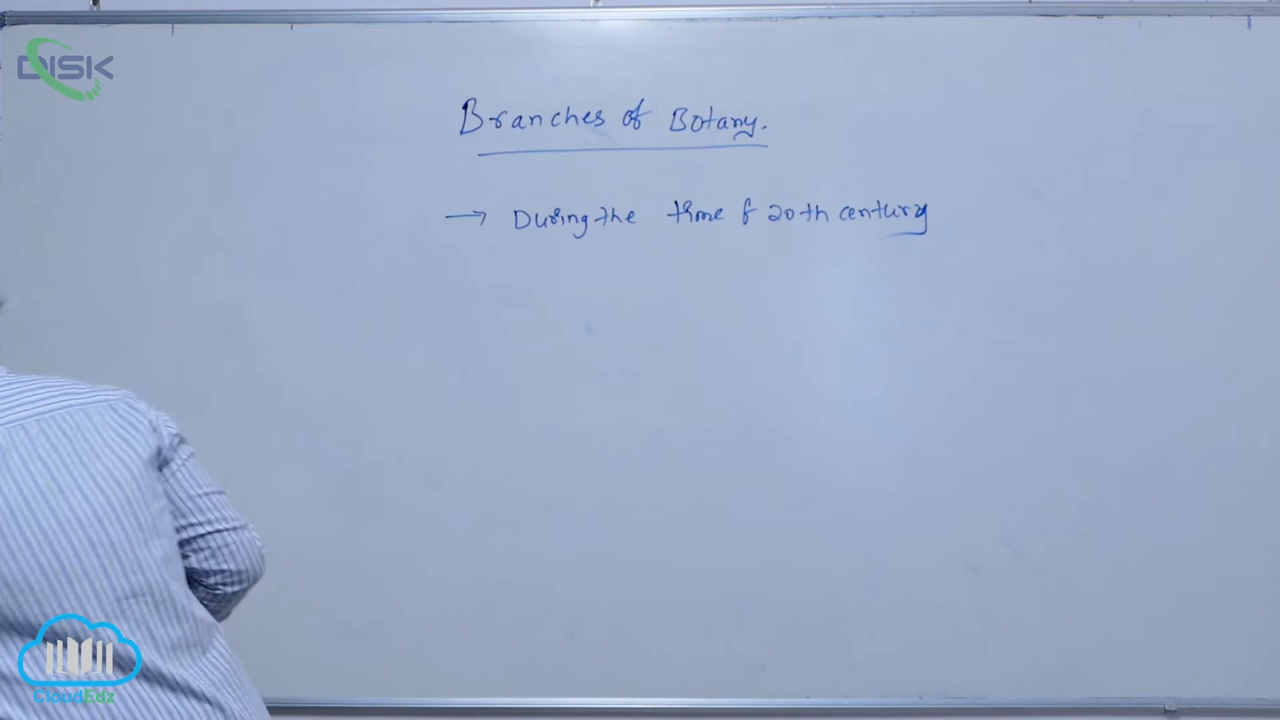 DISK
Branches of Botany.
→ During the time of 20th century
CloudEdz